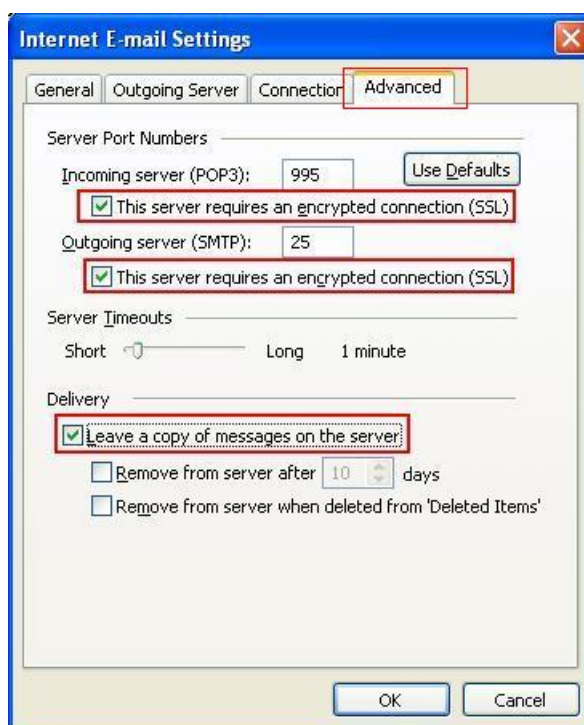 Internet E-mail Settings
General Outgoing Server Connection Advanced
Server Port Numbers
Incoming server (POP3): 995 Use Defaults
This server requires an encrypted connection (SSL)
Outgoing server (SMTP): 25
This server requires an encrypted connection (SSL)
Server Timeouts
Short Long 1 minute
Delivery
Leave a copy of messages on the server
Remove from server after 10 days
Remove from server when deleted from 'Deleted Items'
OK Cancel